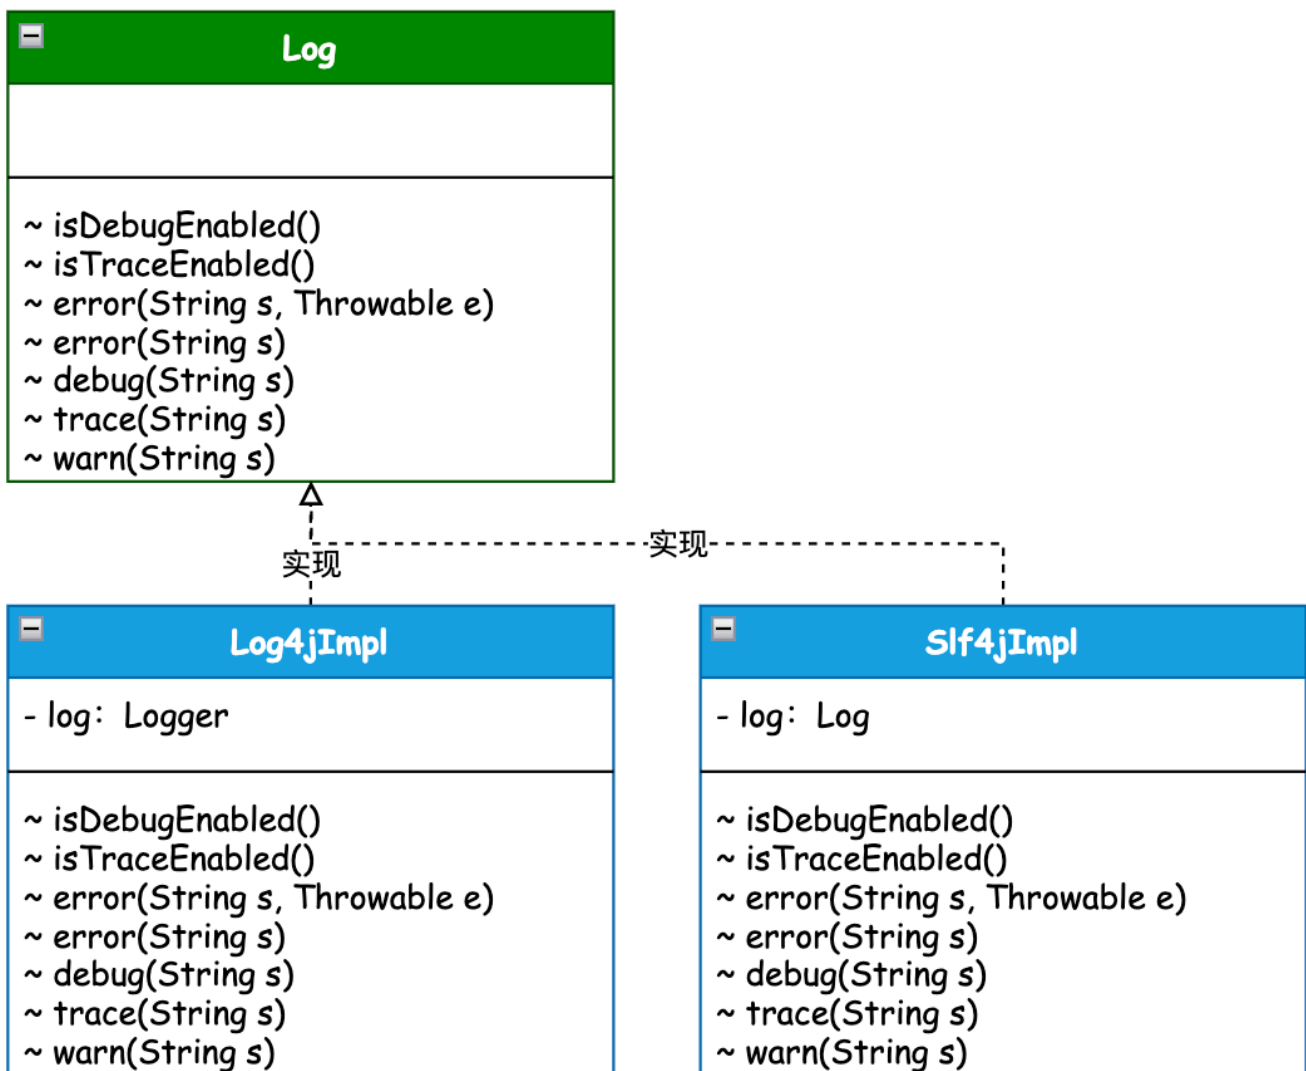 Log
~ isDebugEnabled()
~ isTraceEnabled()
~ error(String s, Throwable e)
~ error(String s)
~ debug(String s)
~ trace(String s)
~ warn(String s)
实现
实现
Log4jImpl
- log：Logger
~ isDebugEnabled()
~ isTraceEnabled()
~ error(String s, Throwable e)
~ error(String s)
~ debug(String s)
~ trace(String s)
~ warn(String s)
Slf4jImpl
- log：Log
~ isDebugEnabled()
~ isTraceEnabled()
~ error(String s, Throwable e)
~ error(String s)
~ debug(String s)
~ trace(String s)
~ warn(String s)